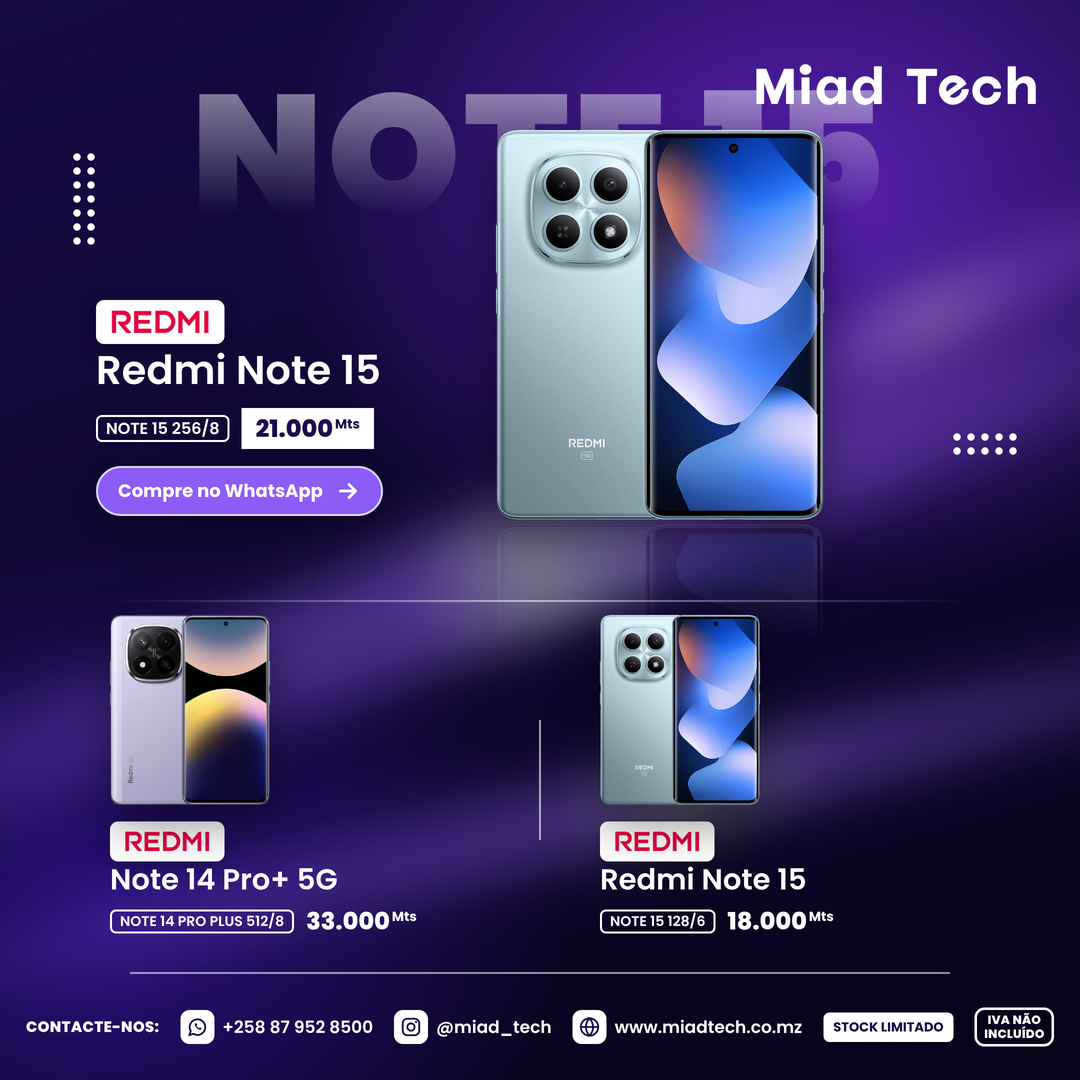 Miad Tech
NOTE 15
REDMI
Redmi Note 15
NOTE 15 256/8
21.000 Mts
Compre no WhatsApp
REDMI
5G
REDMI
Note 14 Pro+ 5G
NOTE 14 PRO PLUS 512/8
33.000 Mts
Redmi
REDMI
REDMI
Redmi Note 15
NOTE 15 128/6
18.000 Mts
CONTACTE-NOS:
+258 87 952 8500
@miad_tech
www.miadtech.co.mz
STOCK LIMITADO
IVA NÃO
INCLUÍDO